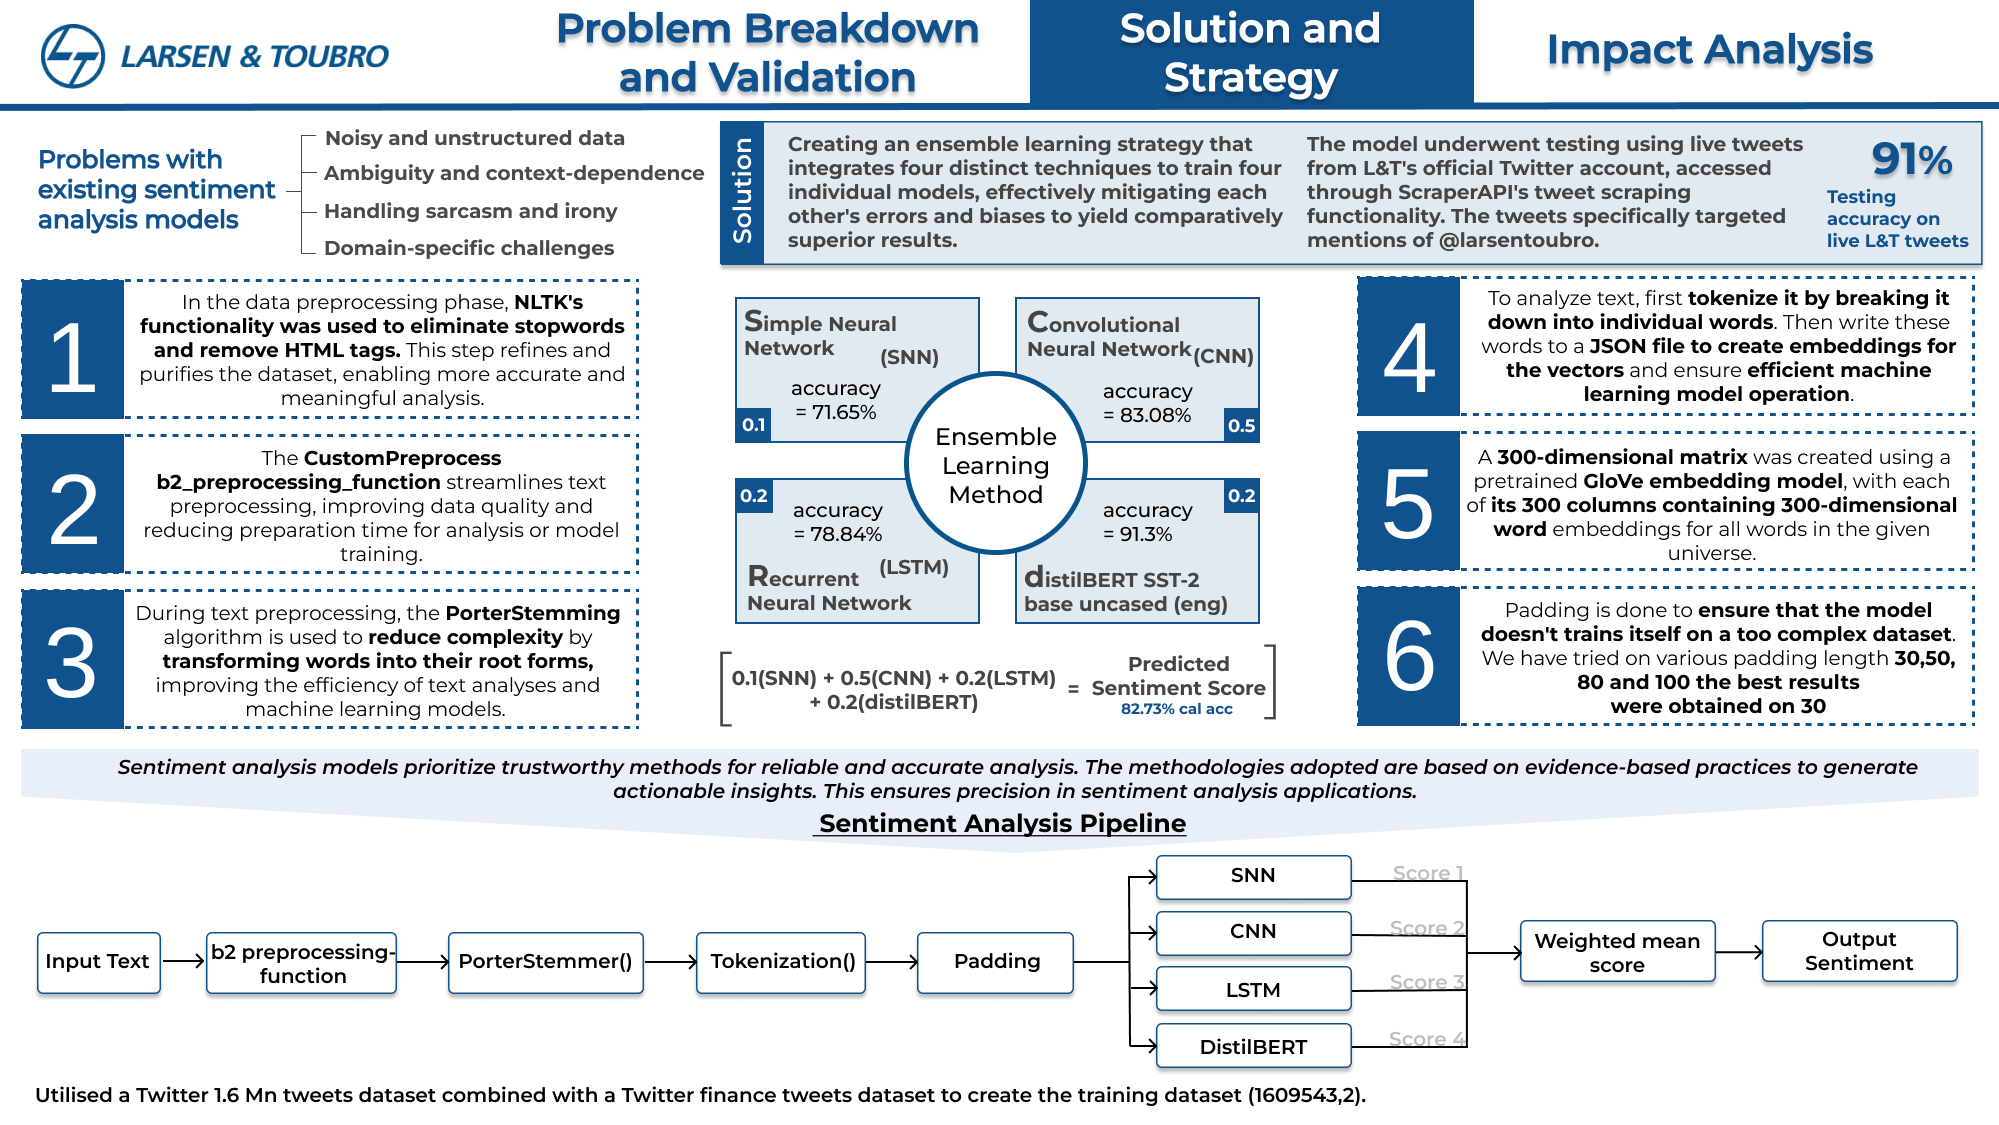 LARSEN & TOUBRO
Problem Breakdown
and Validation
Solution and
Strategy
Impact Analysis
Problems with
existing sentiment
analysis models
Noisy and unstructured data
Ambiguity and context-dependence
Handling sarcasm and irony
Domain-specific challenges
Solution
Creating an ensemble learning strategy that
integrates four distinct techniques to train four
individual models, effectively mitigating each
other's errors and biases to yield comparatively
superior results.
The model underwent testing using live tweets
from L&T's official Twitter account, accessed
through ScraperAPI's tweet scraping
functionality. The tweets specifically targeted
mentions of @larsentoubro.
91%
Testing
accuracy on
live L&T tweets
1
In the data preprocessing phase, NLTK's
functionality was used to eliminate stopwords
and remove HTML tags. This step refines and
purifies the dataset, enabling more accurate and
meaningful analysis.
2
The CustomPreprocess
b2_preprocessing_function streamlines text
preprocessing, improving data quality and
reducing preparation time for analysis or model
training.
3
During text preprocessing, the PorterStemming
algorithm is used to reduce complexity by
transforming words into their root forms,
improving the efficiency of text analyses and
machine learning models.
Simple Neural
Network (SNN)
accuracy
= 71.65%
0.1
Convolutional
Neural Network (CNN)
accuracy
= 83.08%
0.5
Ensemble
Learning
Method
0.2
accuracy
= 78.84%
Recurrent (LSTM)
Neural Network
0.2
accuracy
= 91.3%
distilBERT SST-2
base uncased (eng)
0.1(SNN) + 0.5(CNN) + 0.2(LSTM)
+ 0.2(distilBERT)
=
Predicted
Sentiment Score
82.73% cal acc
4
To analyze text, first tokenize it by breaking it
down into individual words. Then write these
words to a JSON file to create embeddings for
the vectors and ensure efficient machine
learning model operation.
5
A 300-dimensional matrix was created using a
pretrained GloVe embedding model, with each
of its 300 columns containing 300-dimensional
word embeddings for all words in the given
universe.
6
Padding is done to ensure that the model
doesn't trains itself on a too complex dataset.
We have tried on various padding length 30,50,
80 and 100 the best results
were obtained on 30
Sentiment analysis models prioritize trustworthy methods for reliable and accurate analysis. The methodologies adopted are based on evidence-based practices to generate
actionable insights. This ensures precision in sentiment analysis applications.
Sentiment Analysis Pipeline
Input Text
b2 preprocessing-
function
PorterStemmer()
Tokenization()
Padding
SNN
CNN
LSTM
DistilBERT
Score 1
Score 2
Score 3
Score 4
Weighted mean
score
Output
Sentiment
Utilised a Twitter 1.6 Mn tweets dataset combined with a Twitter finance tweets dataset to create the training dataset (1609543,2).